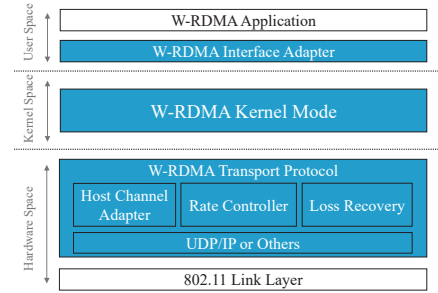 User Space
W-RDMA Application
W-RDMA Interface Adapter
Kernel Space
W-RDMA Kernel Mode
Hardware Space
W-RDMA Transport Protocol
Host Channel
Adapter
Rate Controller
Loss Recovery
UDP/IP or Others
802.11 Link Layer